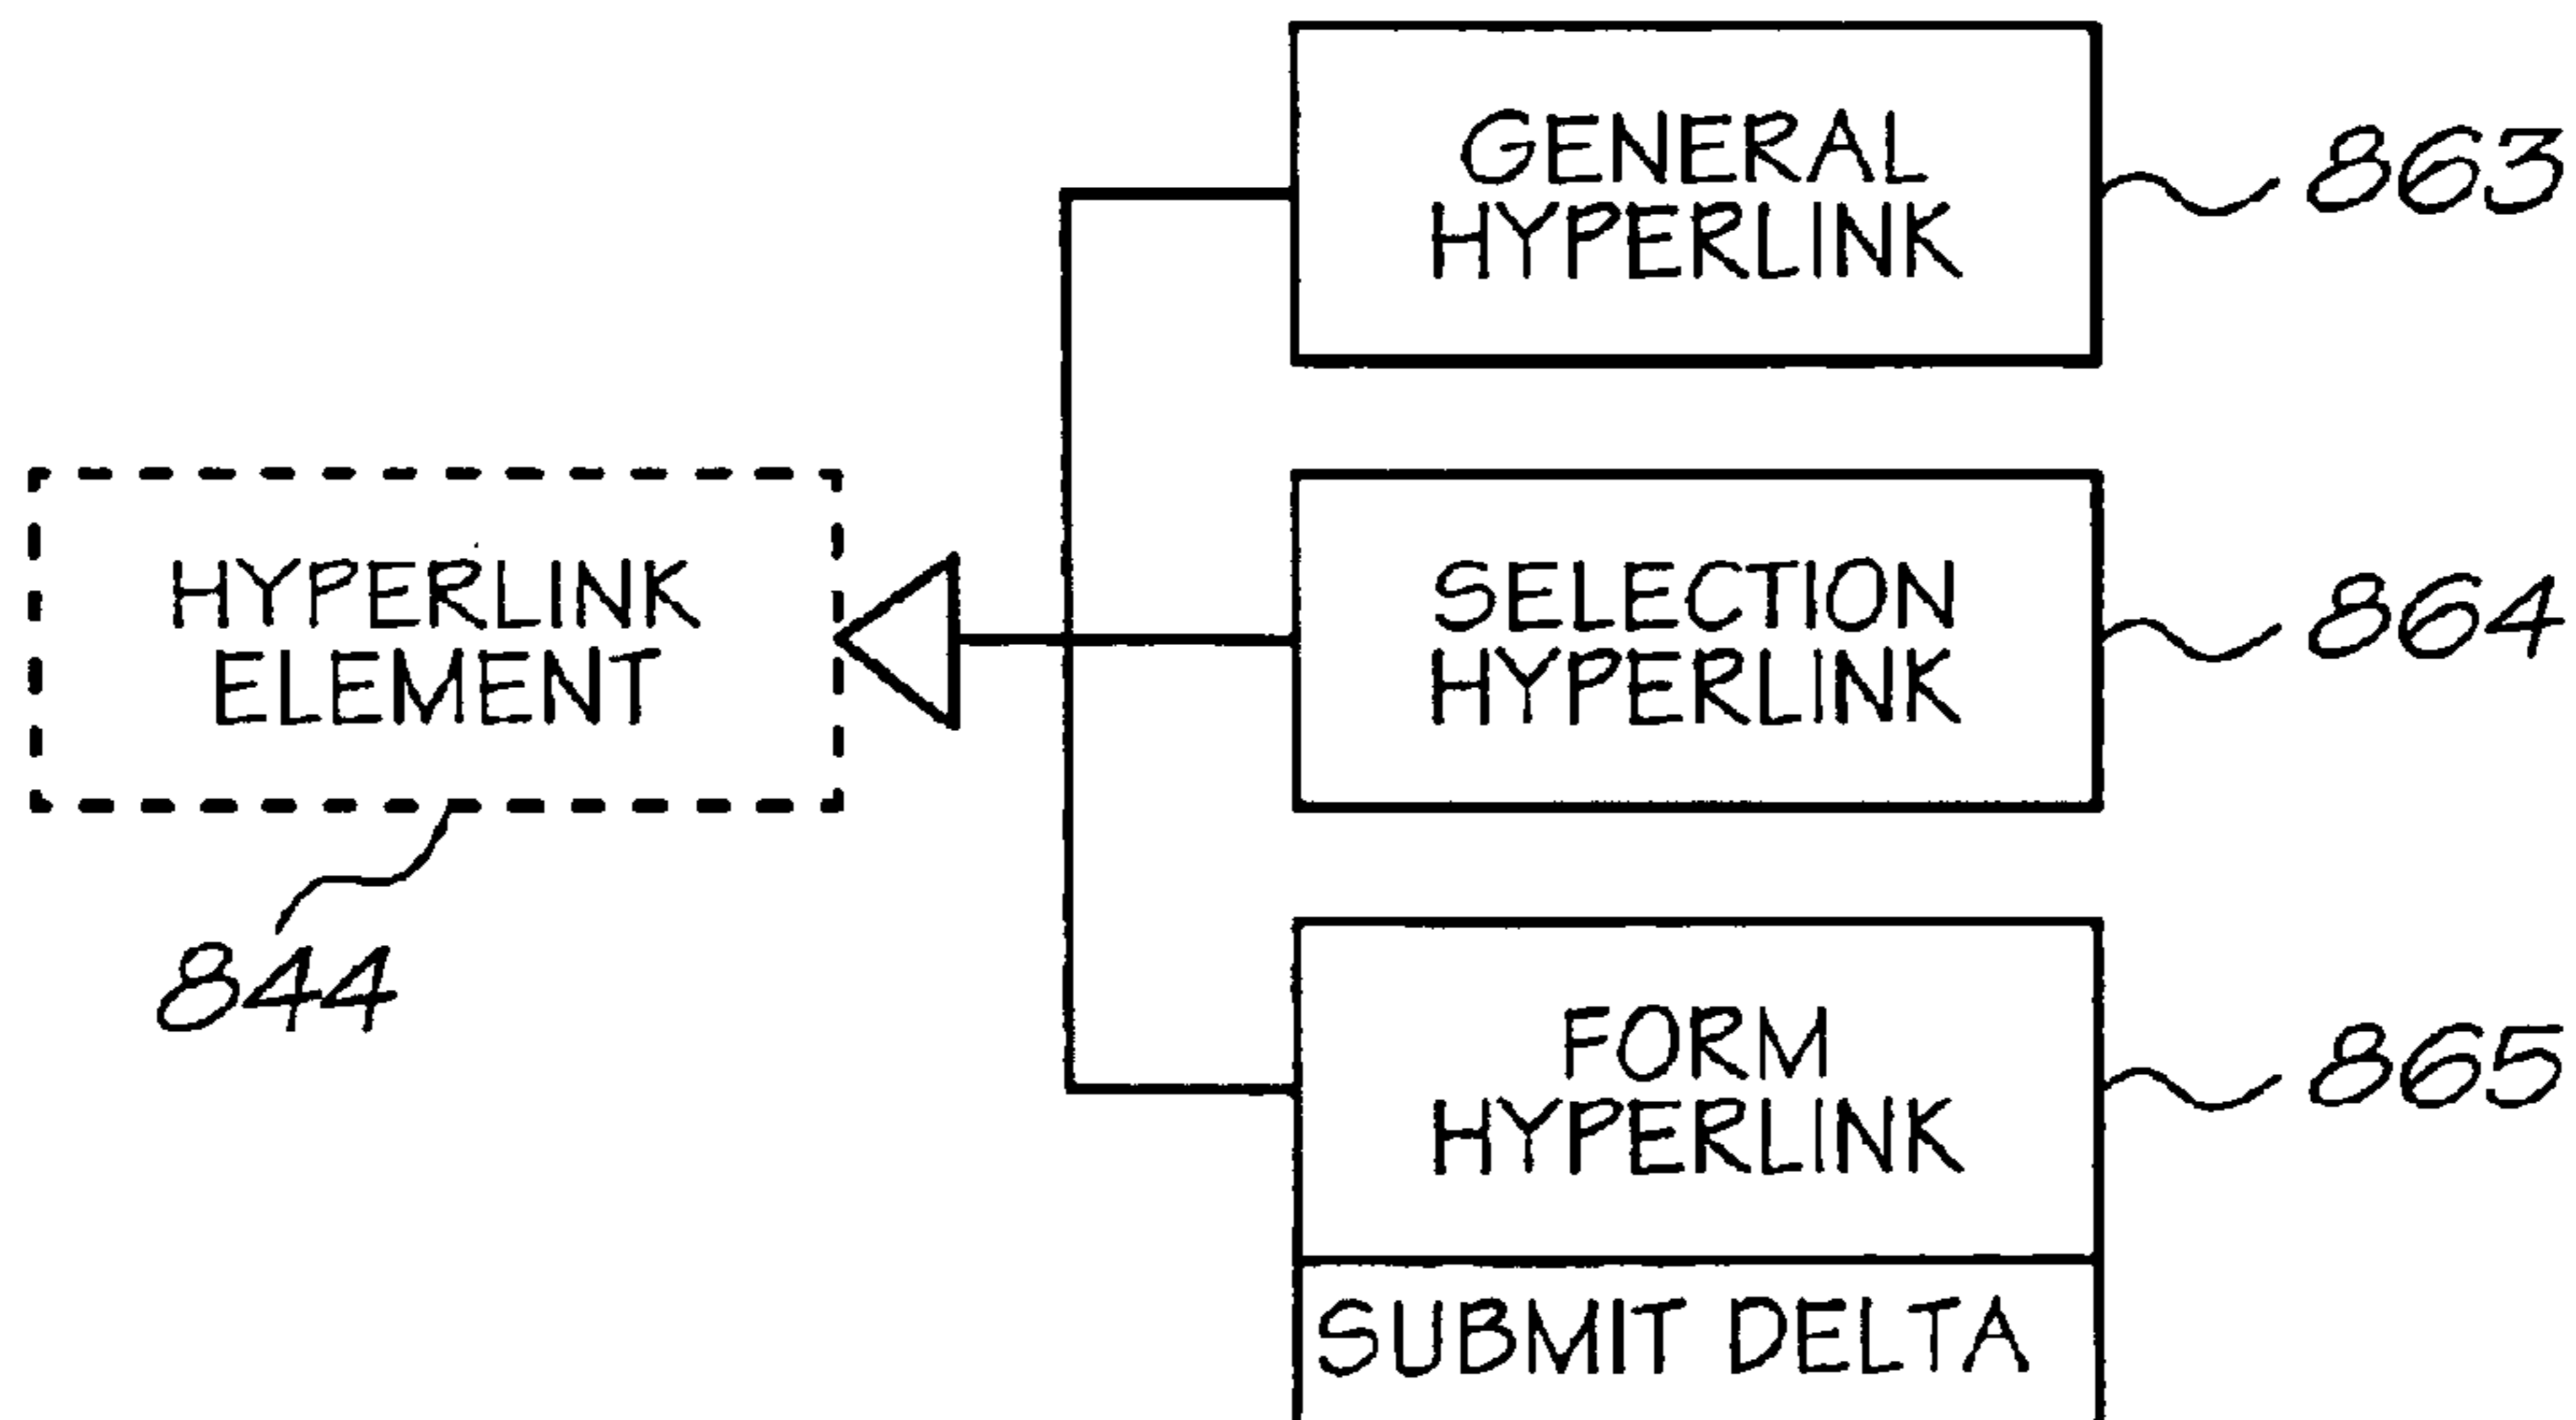 GENERAL
HYPERLINK
863
HYPERLINK
ELEMENT
844
SELECTION
HYPERLINK
864
FORM
HYPERLINK
865
SUBMIT DELTA